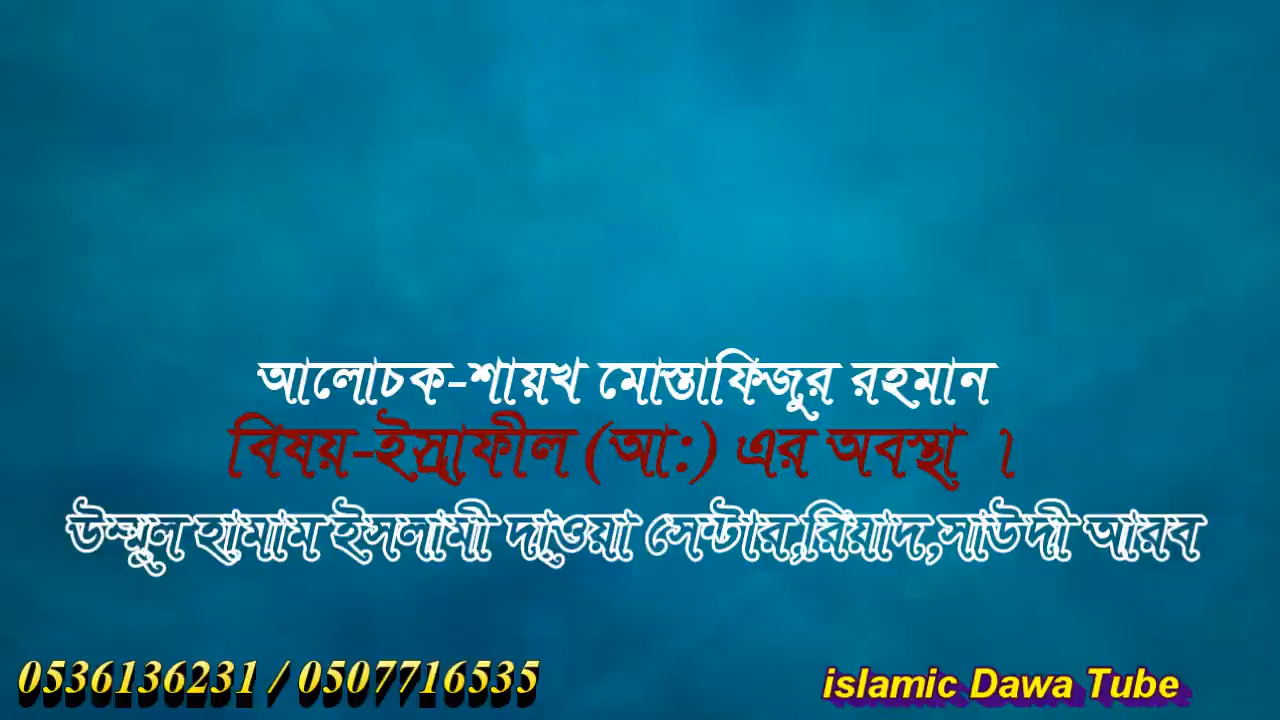 আলোচক-শায়খ মোস্তাফিজুর রহমান
বিষয়-ইস্রাফীল (আ:) এর অবস্থা ।
উম্মুল হামাম ইসলামী দাওয়া সেন্টার,রিয়াদ,সাউদী আরব
0536136231 / 0507716535
islamic Dawa Tube